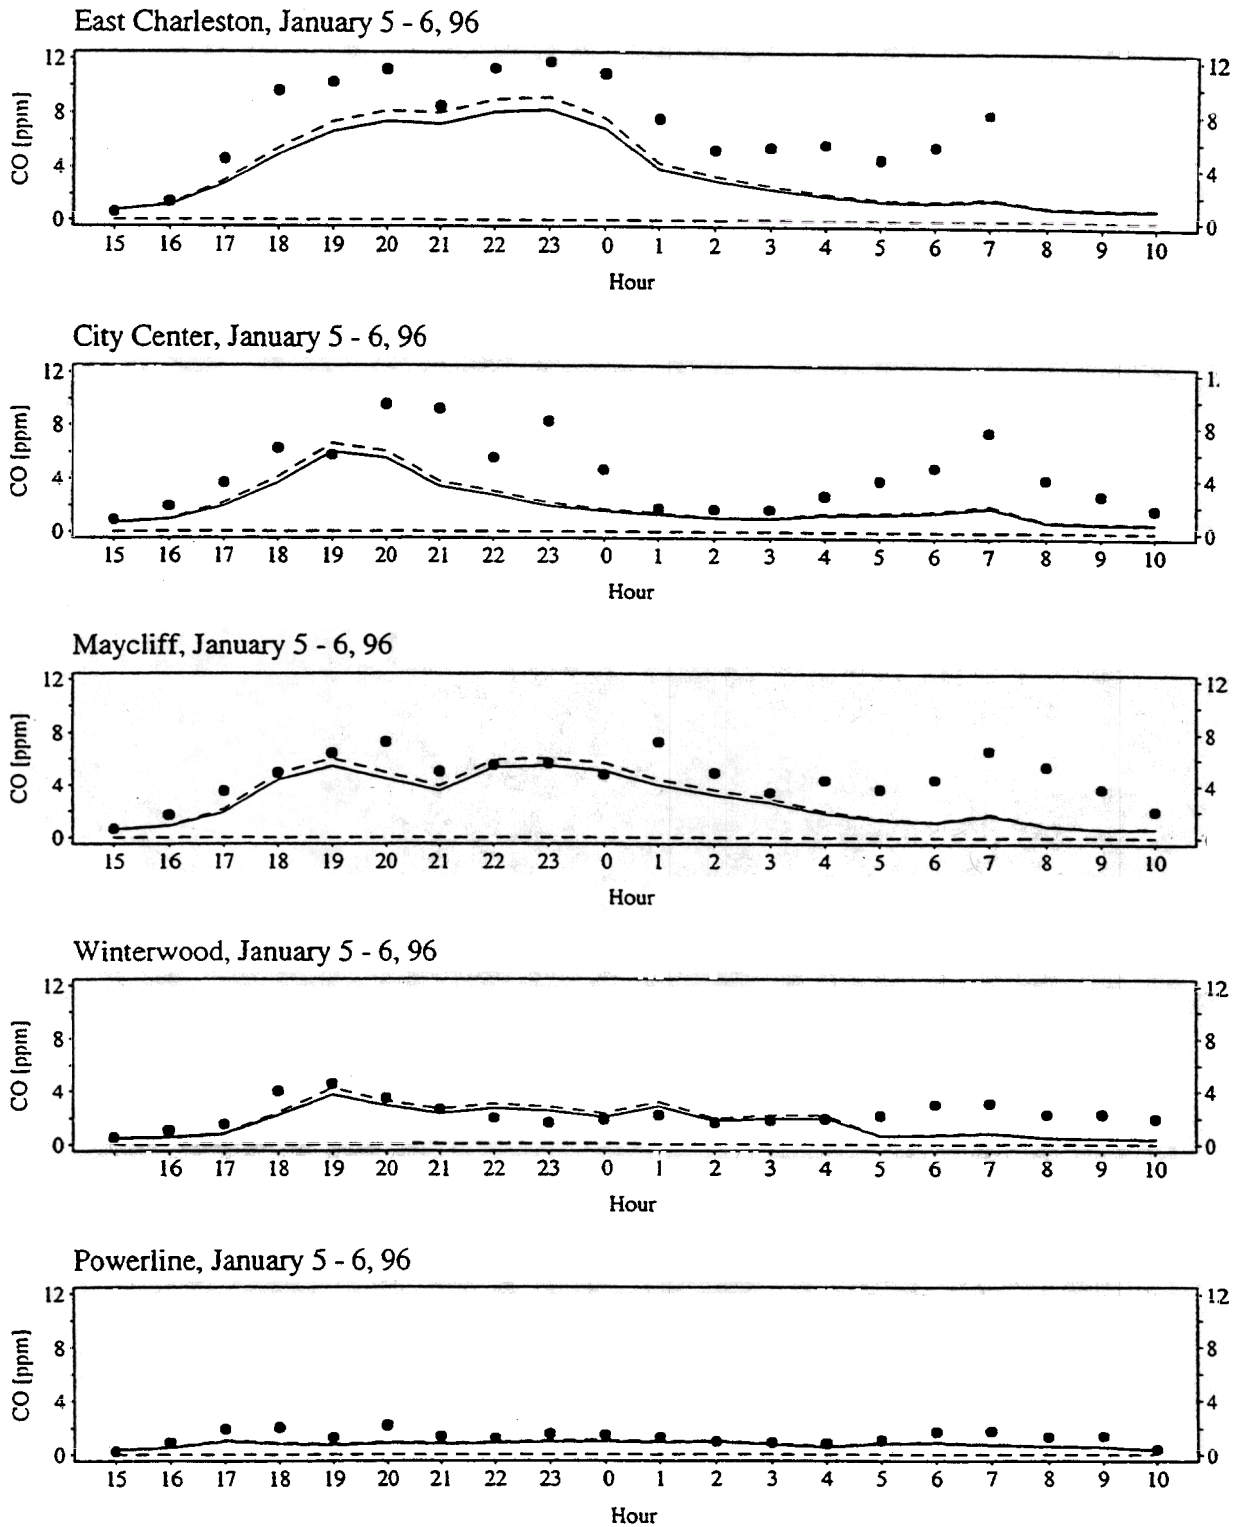 East Charleston, January 5 - 6, 96
12 12
8 8
4 4
0 0
CO [ppm]
15 16 17 18 19 20 21 22 23 0 1 2 3 4 5 6 7 8 9 10
Hour
City Center, January 5 - 6, 96
12 1.
8 8
4 4
0 0
CO [ppm]
15 16 17 18 19 20 21 22 23 0 1 2 3 4 5 6 7 8 9 10
Hour
Maycliff, January 5 - 6, 96
12 12
8 8
4 4
0
CO [ppm]
15 16 17 18 19 20 21 22 23 0 1 2 3 4 5 6 7 8 9 10
Hour
Winterwood, January 5 - 6, 96
12 12
8 8
4 4
0 0
CO [ppm]
16 17 18 19 20 21 22 23 0 1 2 3 4 5 6 7 8 9 10
Hour
Powerline, January 5 - 6, 96
12 12
8 8
4 4
0 0
CO [ppm]
15 16 17 18 19 20 21 22 23 0 1 2 3 4 5 6 7 8 9 10
Hour